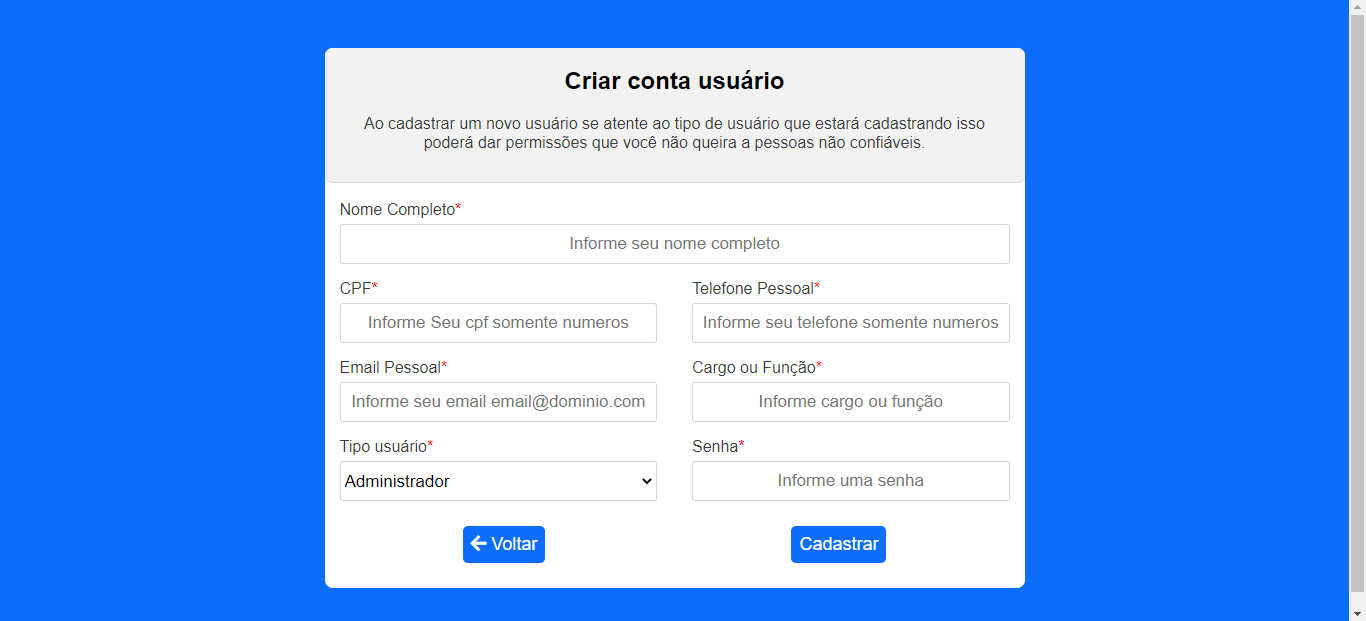 Criar conta usuário
Ao cadastrar um novo usuário se atente ao tipo de usuário que estará cadastrando isso
poderá dar permissões que você não queira a pessoas não confiáveis.
Nome Completo*
Informe seu nome completo
CPF*
Telefone Pessoal*
Informe Seu cpf somente numeros
Informe seu telefone somente numeros
Email Pessoal*
Cargo ou Função*
Informe seu email email@dominio.com
Informe cargo ou função
Tipo usuário*
Senha*
Administrador
Informe uma senha
Voltar
Cadastrar